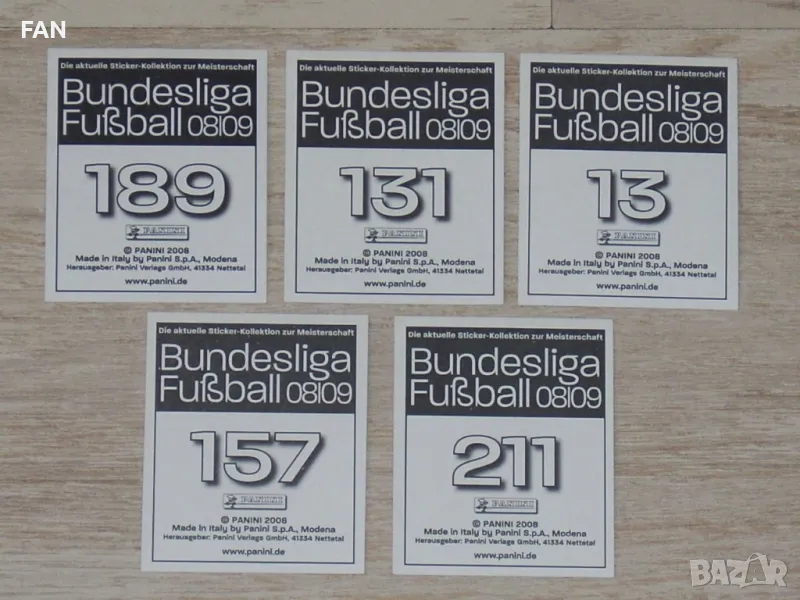 FAN
Die aktuelle Sticker-Kollektion zur Meisterschaft
Bundesliga
Fußball 08|09
189
PANINI
© PANINI 2008
Made in Italy by Panini S.p.A., Modena
Herausgeber: Panini Verlags GmbH, 41334 Nettetal
www.panini.de
Die aktuelle Sticker-Kollektion zur Meisterschaft
Bundesliga
Fußball 08|09
131
PANINI
© PANINI 2008
Made in Italy by Panini S.p.A., Modena
Herausgeber: Panini Verlags GmbH, 41334 Nettetal
www.panini.de
Die aktuelle Sticker-Kollektion zur Meisterschaft
Bundesliga
Fußball 08|09
13
PANINI
© PANINI 2008
Made in Italy by Panini S.p.A., Modena
Herausgeber: Panini Verlags GmbH, 41334 Nettetal
www.panini.de
Die aktuelle Sticker-Kollektion zur Meisterschaft
Bundesliga
Fußball 08|09
157
PANINI
© PANINI 2008
Made in Italy by Panini S.p.A., Modena
Herausgeber: Panini Verlags GmbH, 41334 Nettetal
www.panini.de
Die aktuelle Sticker-Kollektion zur Meisterschaft
Bundesliga
Fußball 08|09
211
PANINI
© PANINI 2008
Made in Italy by Panini S.p.A., Modena
Herausgeber: Panini Verlags GmbH, 41334 Nettetal
www.panini.de
BAZAR